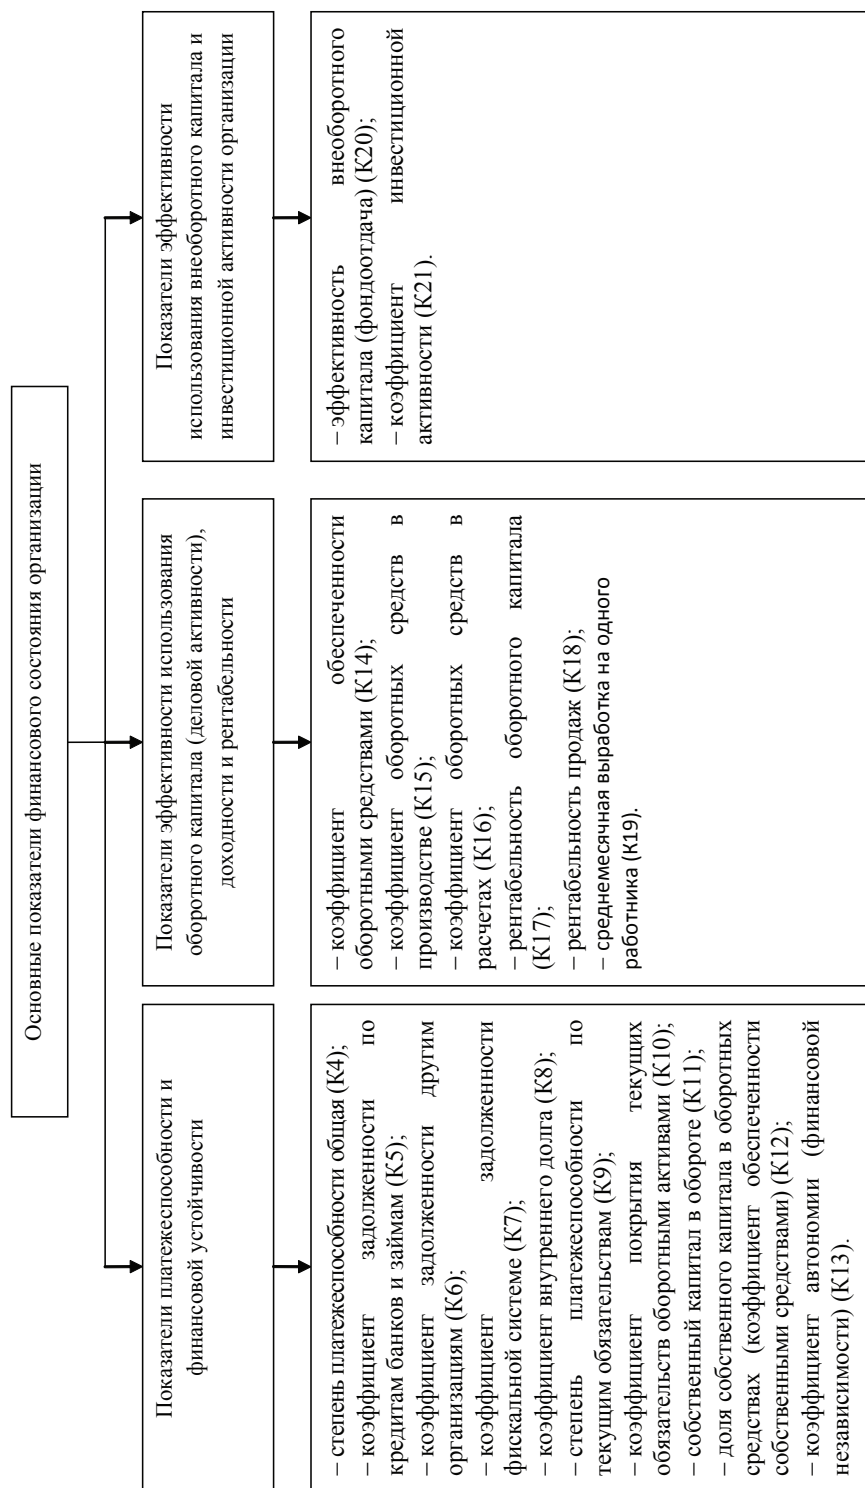 Основные показатели финансового состояния организации
Показатели платежеспособности и
финансовой устойчивости
– степень платежеспособности общая (К4);
– коэффициент задолженности по
кредитам банков и займам (К5);
– коэффициент задолженности другим
организациям (К6);
– коэффициент задолженности
фискальной системе (К7);
– коэффициент внутреннего долга (К8);
– степень платежеспособности по
текущим обязательствам (К9);
– коэффициент покрытия текущих
обязательств оборотными активами (К10);
– собственный капитал в обороте (К11);
– доля собственного капитала в оборотных
средствах (коэффициент обеспеченности
собственными средствами) (К12);
– коэффициент автономии (финансовой
независимости) (К13).
Показатели эффективности использования
оборотного капитала (деловой активности),
доходности и рентабельности
– коэффициент обеспеченности
оборотными средствами (К14);
– коэффициент оборотных средств в
производстве (К15);
– коэффициент оборотных средств в
расчетах (К16);
– рентабельность оборотного капитала
(К17);
– рентабельность продаж (К18);
– среднемесячная выработка на одного
работника (К19).
Показатели эффективности
использования внеоборотного капитала и
инвестиционной активности организации
– эффективность внеоборотного
капитала (фондоотдача) (К20);
– коэффициент инвестиционной
активности (К21).